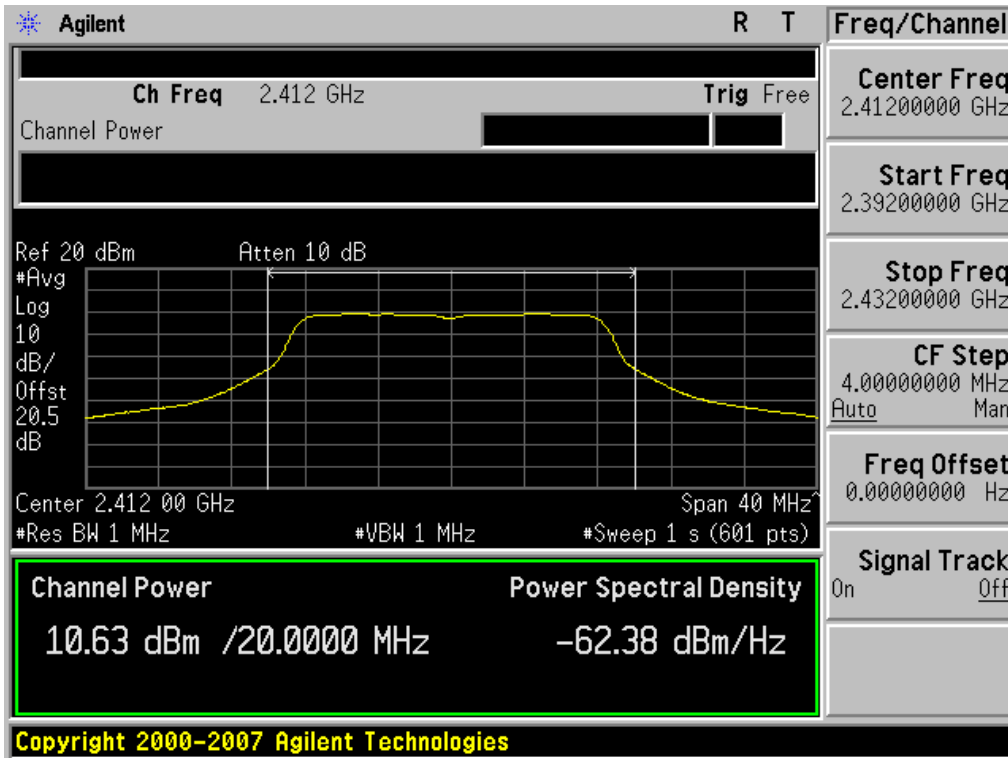 Agilent R T Freq/Channel
Ch Freq 2.412 GHz Trig Free
Channel Power
Center Freq
2.41200000 GHz
Start Freq
2.39200000 GHz
Stop Freq
2.43200000 GHz
CF Step
4.00000000 MHz
Auto Man
Freq Offset
0.00000000 Hz
Signal Track
On Off
Ref 20 dBm Atten 10 dB
#Avg
Log
10
dB/
Offst
20.5
dB
Center 2.412 00 GHz Span 40 MHz^
#Res BW 1 MHz #VBW 1 MHz #Sweep 1 s (601 pts)
Channel Power Power Spectral Density
10.63 dBm /20.0000 MHz -62.38 dBm/Hz
Copyright 2000-2007 Agilent Technologies